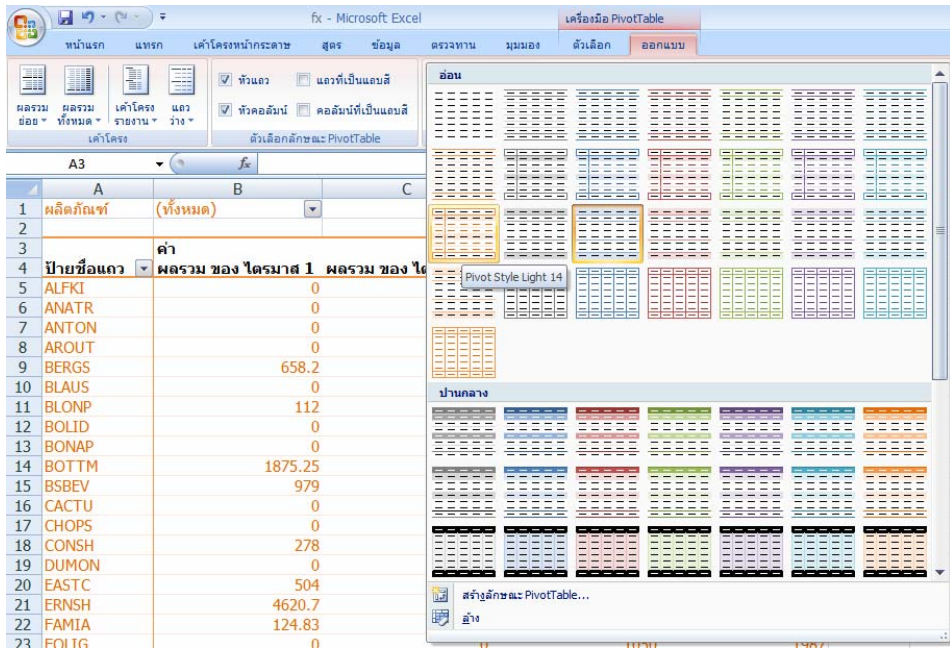 fx - Microsoft Excel เครื่องมือ PivotTable
หน้าแรก แทรก เค้าโครงหน้ากระดาษ สูตร ข้อมูล ตรวจทาน มุมมอง ตัวเลือก ออกแบบ
ผลรวมย่อย ผลรวมทั้งหมด เค้าโครงรายงาน แถวว่าง
หัวแถว แถวที่เป็นแถบสี
หัวคอลัมน์ คอลัมน์ที่เป็นแถบสี
เค้าโครง ตัวเลือกลักษณะ PivotTable
A3 fx
A B C
1 ผลิตภัณฑ์ (ทั้งหมด)
2
3 ค่า
4 ป้ายชื่อแถว ผลรวม ของ ไตรมาส 1 ผลรวม ของ
5 ALFKI 0
6 ANATR 0
7 ANTON 0
8 AROUT 0
9 BERGS 658.2
10 BLAUS 0
11 BLONP 112
12 BOLID 0
13 BONAP 0
14 BOTTM 1875.25
15 BSBEV 979
16 CACTU 0
17 CHOPS 0
18 CONSH 278
19 DUMON 0
20 EASTC 504
21 ERNSH 4620.7
22 FAMIA 124.83
23 FOLIG 0 0 1050 1987
อ่อน
Pivot Style Light 14
ปานกลาง
สร้างลักษณะ PivotTable...
ล้าง